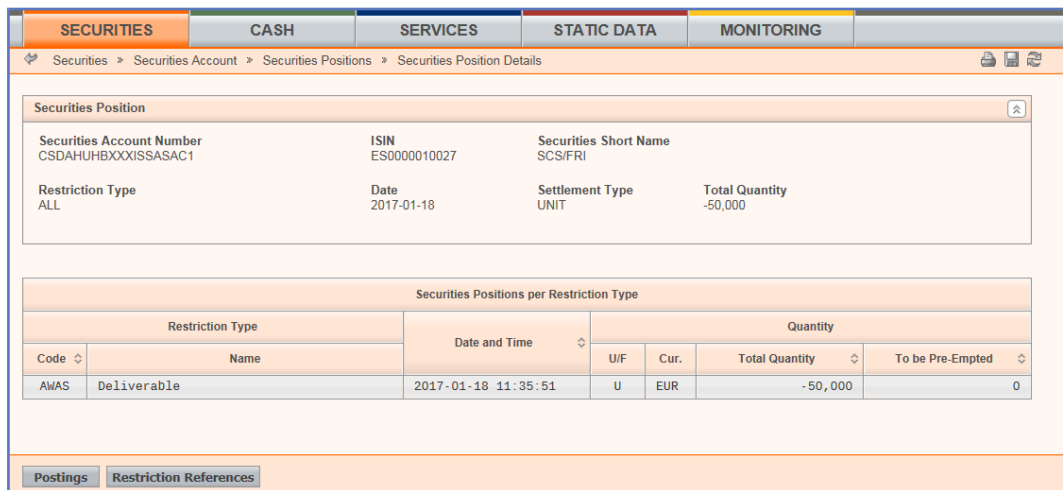 SECURITIES CASH SERVICES STATIC DATA MONITORING
Securities » Securities Account » Securities Positions » Securities Position Details
Securities Position
Securities Account Number ISIN Securities Short Name
CSDAHUHBXXXISSASAC1 ES0000010027 SCS/FRI
Restriction Type Date Settlement Type Total Quantity
ALL 2017-01-18 UNIT -50,000
Securities Positions per Restriction Type
Restriction Type Date and Time Quantity
Code Name U/F Cur. Total Quantity To be Pre-Empted
AWAS Deliverable 2017-01-18 11:35:51 U EUR -50,000 0
Postings Restriction References